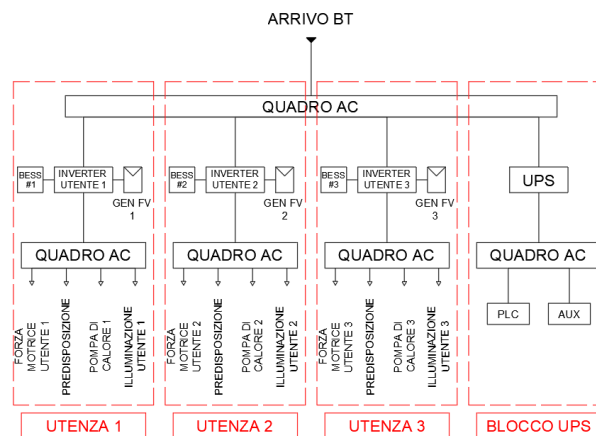 ARRIVO BT
QUADRO AC
BESS
#1
INVERTER
UTENTE 1
GEN FV
1
BESS
#2
INVERTER
UTENTE 2
GEN FV
2
BESS
#3
INVERTER
UTENTE 3
GEN FV
3
UPS
QUADRO AC
QUADRO AC
QUADRO AC
QUADRO AC
FORZA
MOTRICE
UTENTE 1
PREDISPOSIZIONE
POMPA DI
CALORE 1
ILLUMINAZIONE
UTENTE 1
FORZA
MOTRICE
UTENTE 2
PREDISPOSIZIONE
POMPA DI
CALORE 2
ILLUMINAZIONE
UTENTE 2
FORZA
MOTRICE
UTENTE 3
PREDISPOSIZIONE
POMPA DI
CALORE 3
ILLUMINAZIONE
UTENTE 3
PLC
AUX
UTENZA 1
UTENZA 2
UTENZA 3
BLOCCO UPS